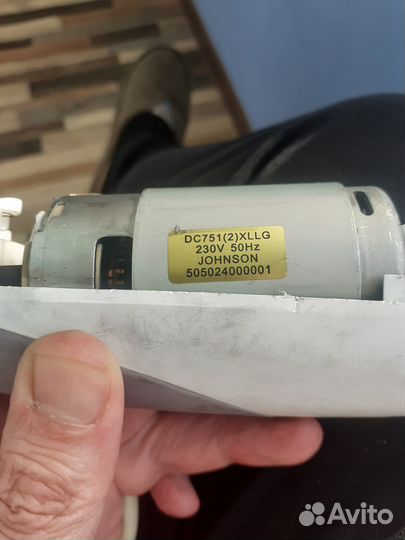 DC751(2)XLLG
230V 50Hz
JOHNSON
505024000001
Avito